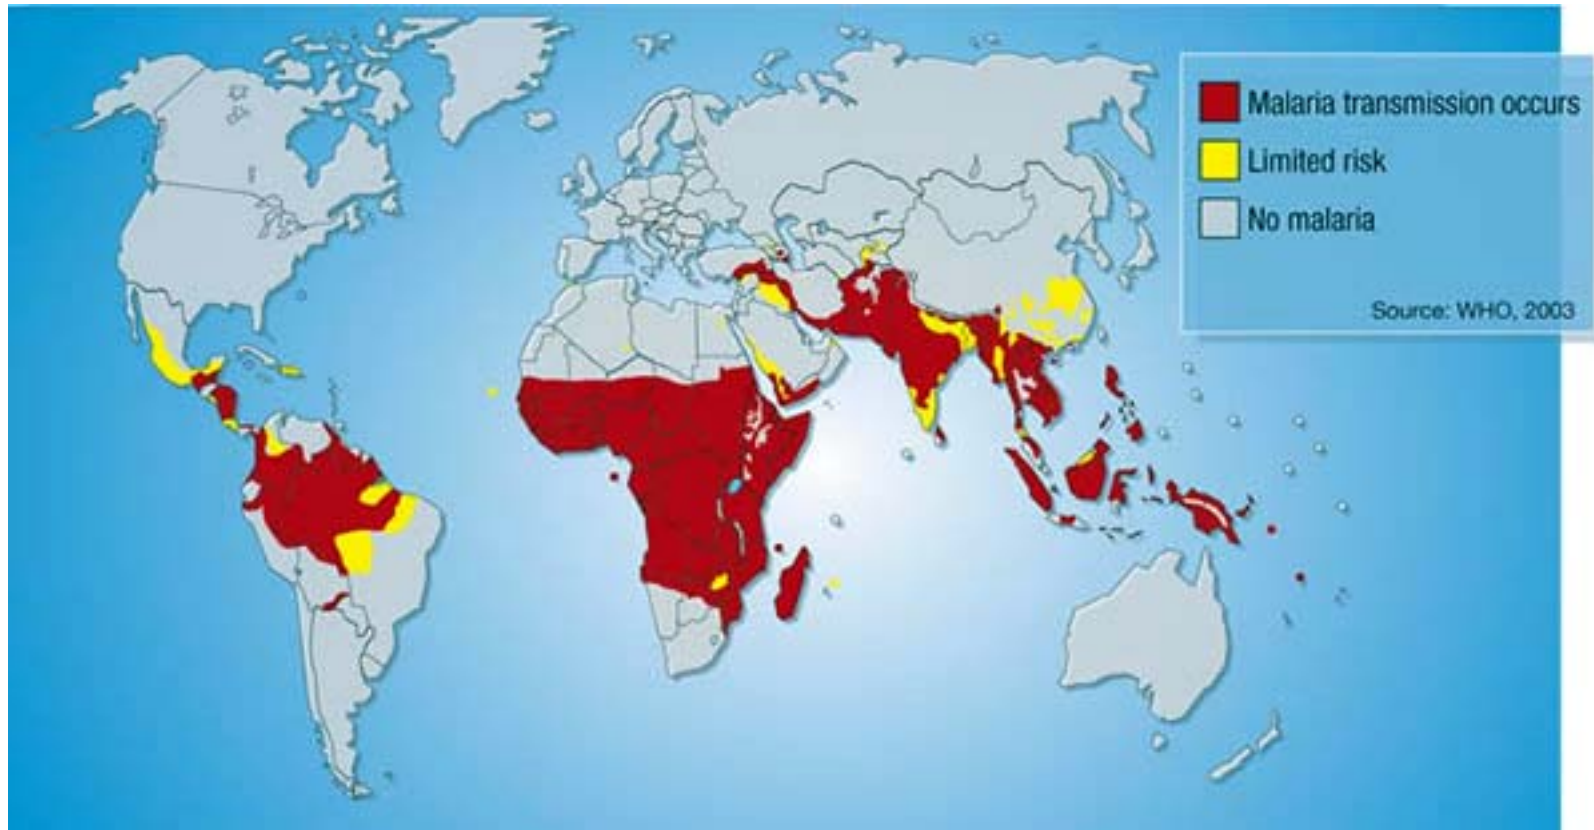 Malaria transmission occurs
Limited risk
No malaria
Source: WHO, 2003